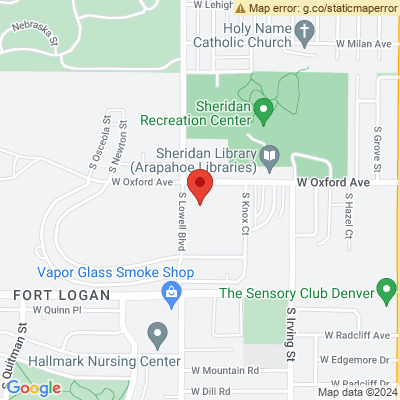 Map error: g.co/staticmaperror
W Lehigh
Nebraska St
Holy Name
Catholic Church
W Milan Ave
Sheridan
Recreation Center
S Grove St
S Osceola St
S Newton St
Sheridan Library
(Arapahoe Libraries)
W Oxford Ave
W Oxford Ave
S Lowell Blvd
S Knox Ct
S Hazel Ct
Vapor Glass Smoke Shop
FORT LOGAN
The Sensory Club Denver
W Quinn Pl
S Irving St
S Quitman St
W Radcliff Ave
Hallmark Nursing Center
W Edgemore Dr
W Mountain Rd
W Radcliff Av
W Dill Rd
Google
Map data ©2024